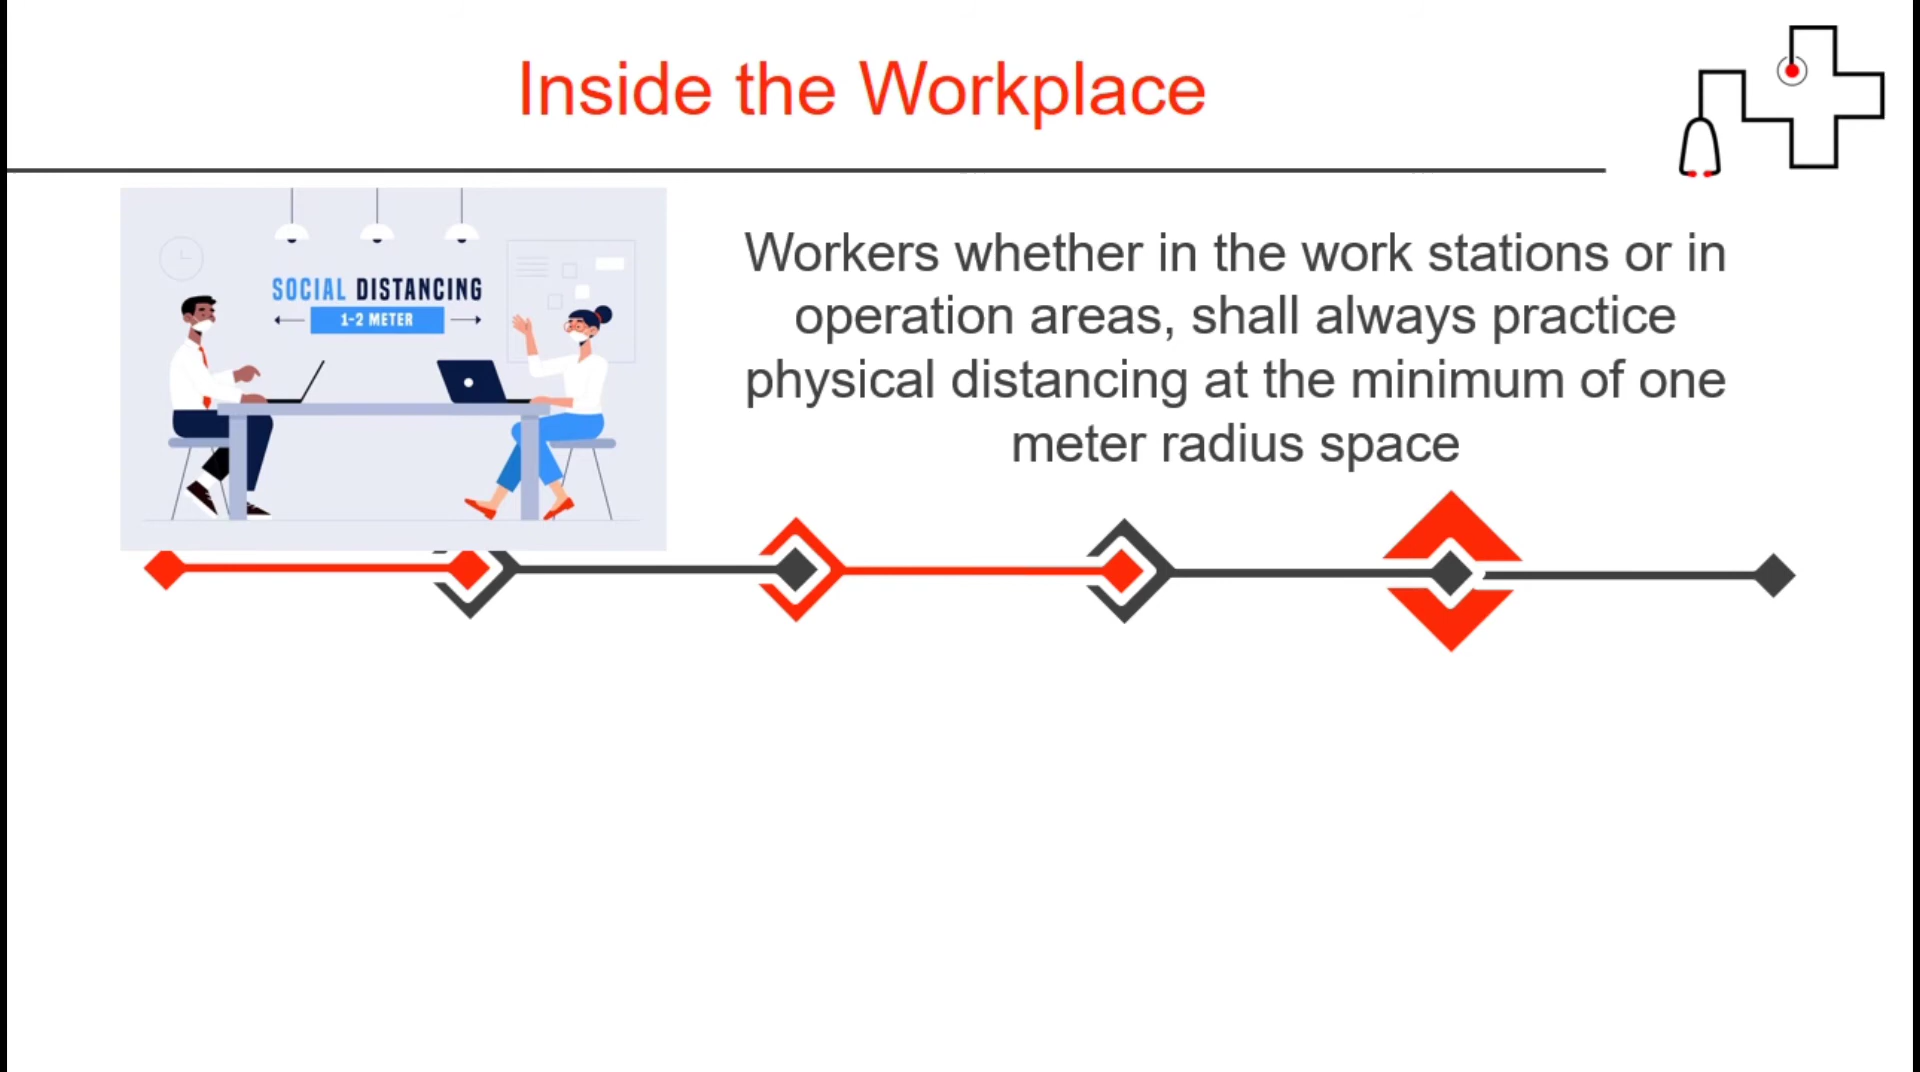 Inside the Workplace
SOCIAL DISTANCING
1-2 METER
Workers whether in the work stations or in
operation areas, shall always practice
physical distancing at the minimum of one
meter radius space